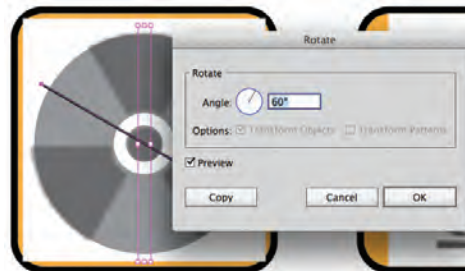 Rotate
Rotate
Angle: 60°
Options: Transform Objects Transform Patterns
Preview
Copy Cancel OK